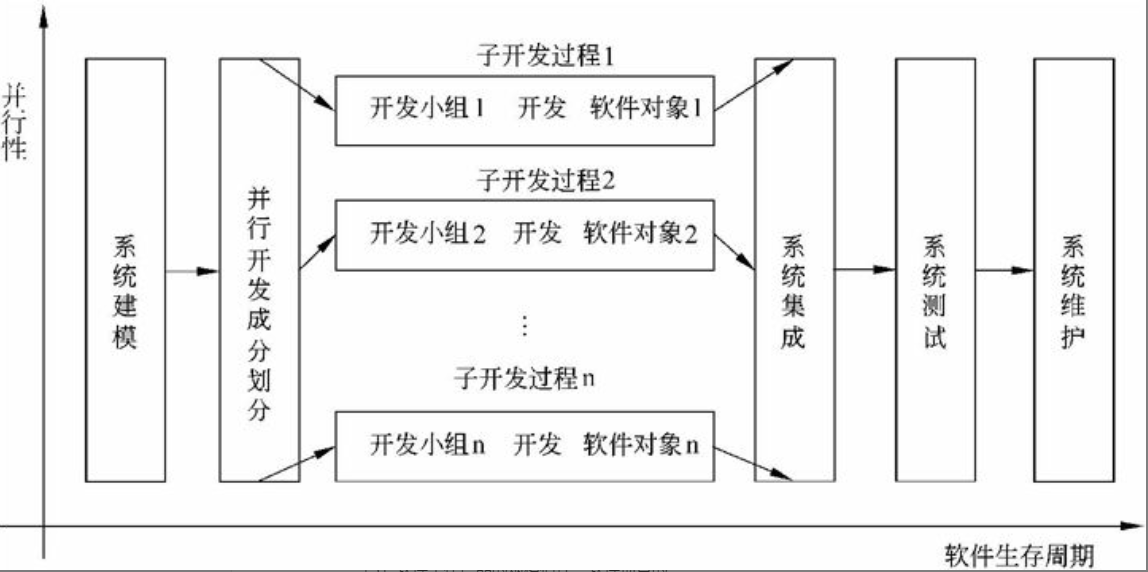 并行性
系统建模
并行开发成分划分
子开发过程1
开发小组1 开发 软件对象1
子开发过程2
开发小组2 开发 软件对象2
⋮
子开发过程n
开发小组n 开发 软件对象n
系统集成
系统测试
系统维护
软件生存周期